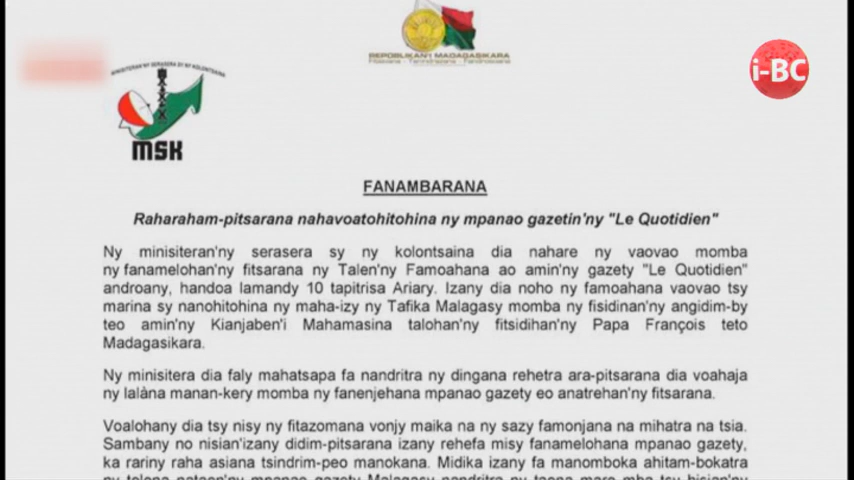 REPOBLIKAN'I MADAGASIKARA
Fitiavana - Tanindrazana - Fandrosoana
i-BC
MINISITERAN'NY SERASERA SY NY KOLONTSAINA
MSK
FANAMBARANA
Raharaham-pitsarana nahavoatohitohina ny mpanao gazetin'ny "Le Quotidien"
Ny minisiteran'ny serasera sy ny kolontsaina dia nahare ny vaovao momba
ny fanamelohan'ny fitsarana ny Talen'ny Famoahana ao amin'ny gazety "Le Quotidien"
androany, handoa lamandy 10 tapitrisa Ariary. Izany dia noho ny famoahana vaovao tsy
marina sy nanohitohina ny maha-izy ny Tafika Malagasy momba ny fisidinan'ny angidim-by
teo amin'ny Kianjaben'i Mahamasina talohan'ny fitsidihan'ny Papa François teto
Madagasikara.
Ny minisitera dia faly mahatsapa fa nandritra ny dingana rehetra ara-pitsarana dia voahaja
ny lalàna manan-kery momba ny fanenjehana mpanao gazety eo anatrehan'ny fitsarana.
Voalohany dia tsy nisy ny fitazomana vonjy maika na ny sazy famonjana na mihatra na tsia.
Sambany no nisian'izany didim-pitsarana izany rehefa misy fanamelohana mpanao gazety,
ka rariny raha asiana tsindrim-peo manokana. Midika izany fa manomboka ahitam-bokatra